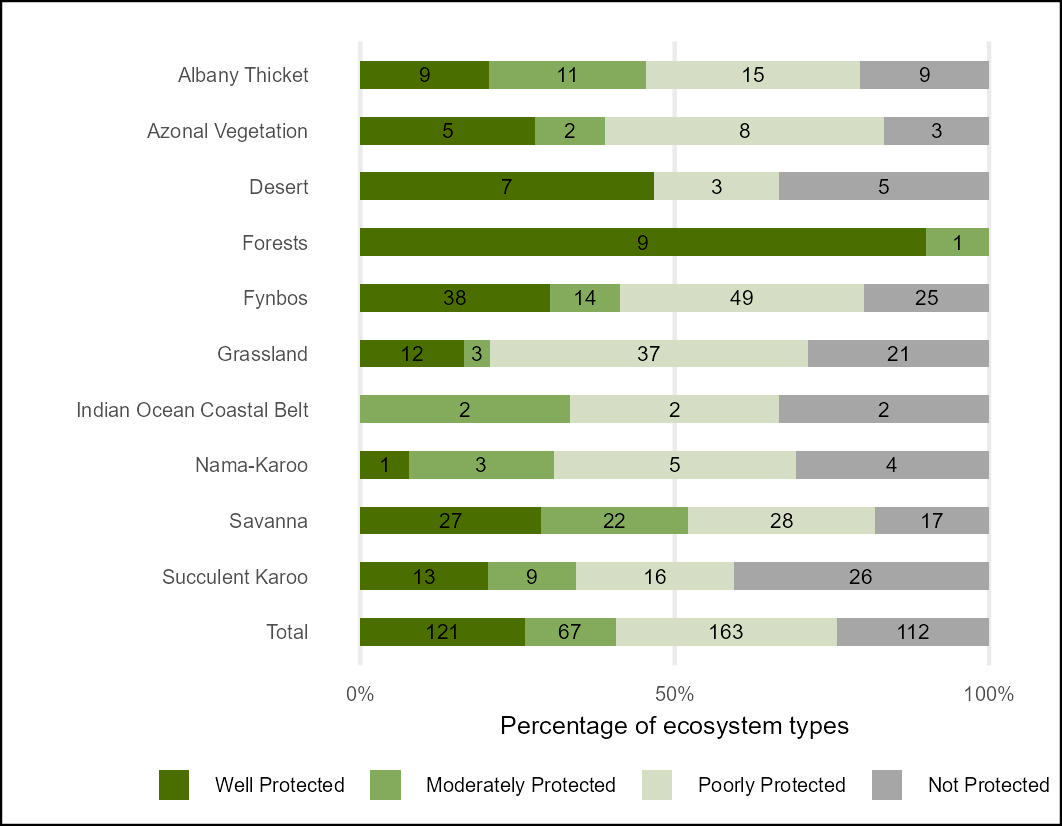 Albany Thicket 9 11 15 9
Azonal Vegetation 5 2 8 3
Desert 7 3 5
Forests 9 1
Fynbos 38 14 49 25
Grassland 12 3 37 21
Indian Ocean Coastal Belt 2 2 2
Nama-Karoo 1 3 5 4
Savanna 27 22 28 17
Succulent Karoo 13 9 16 26
Total 121 67 163 112
0% 50% 100%
Percentage of ecosystem types
Well Protected Moderately Protected Poorly Protected Not Protected